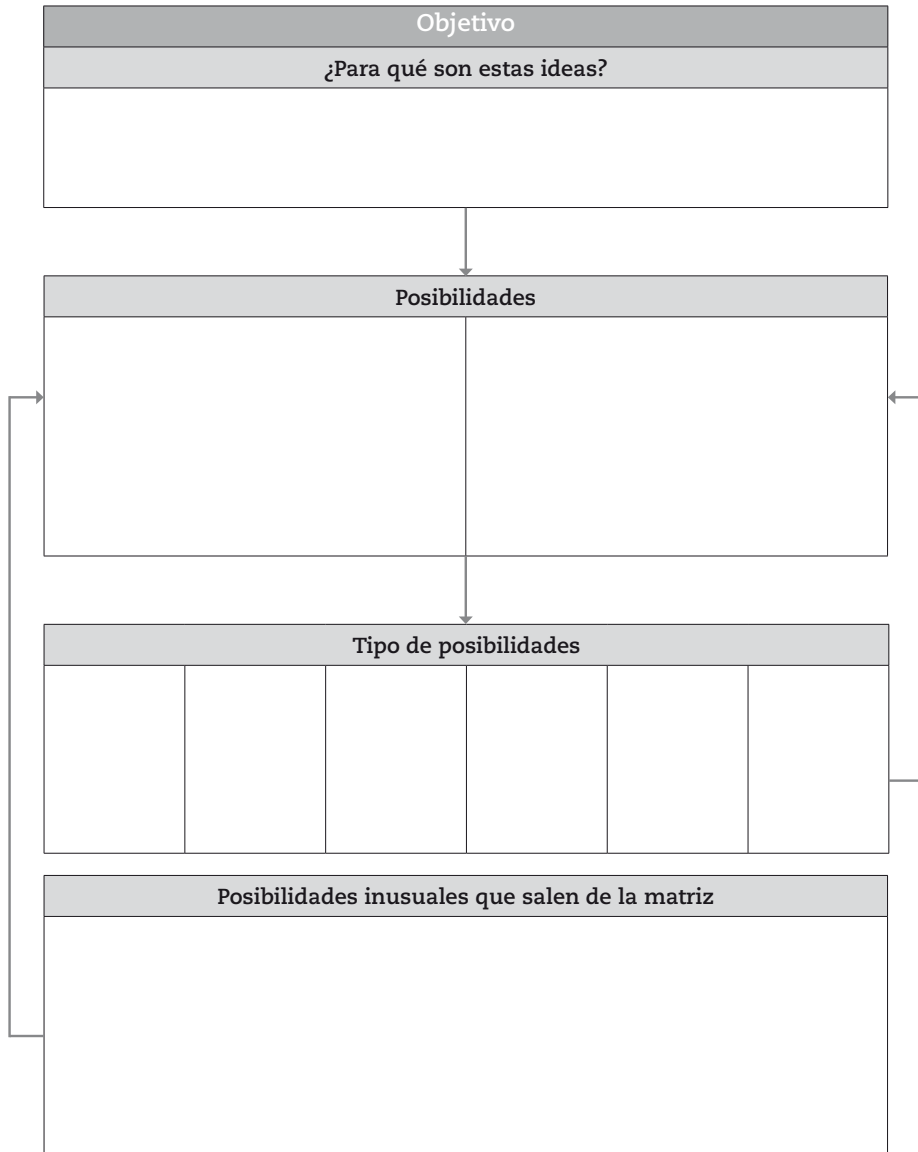 Objetivo
¿Para qué son estas ideas?
Posibilidades
Tipo de posibilidades
Posibilidades inusuales que salen de la matriz